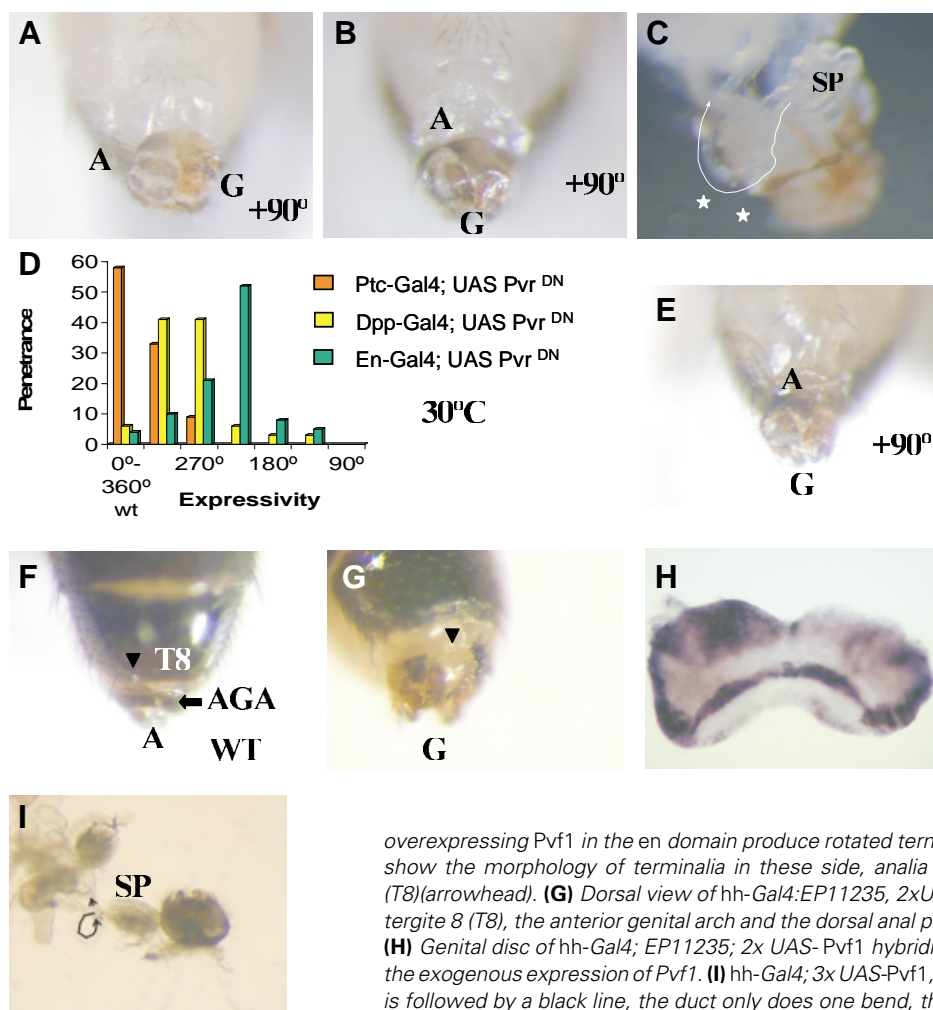 A
A
G
+90º
B
A
G
+90º
C
SP
D
60
50
40
30
20
10
0
Penetrance
0º-
360º
wt
270º
180º
90º
Expressivity
Ptc-Gal4; UAS Pvr DN
Dpp-Gal4; UAS Pvr DN
En-Gal4; UAS Pvr DN
30ºC
E
A
G
+90º
F
T8
AGA
A
WT
G
G
H
I
SP
overexpressing Pvf1 in the en domain produce rotated tern
show the morphology of terminalia in these side, analia
(T8)(arrowhead). (G) Dorsal view of hh-Gal4:EP11235, 2xU
tergite 8 (T8), the anterior genital arch and the dorsal anal p
(H) Genital disc of hh-Gal4; EP11235; 2x UAS- Pvf1 hybridi
the exogenous expression of Pvf1. (I) hh-Gal4; 3x UAS-Pvf1,
is followed by a black line, the duct only does one bend, th